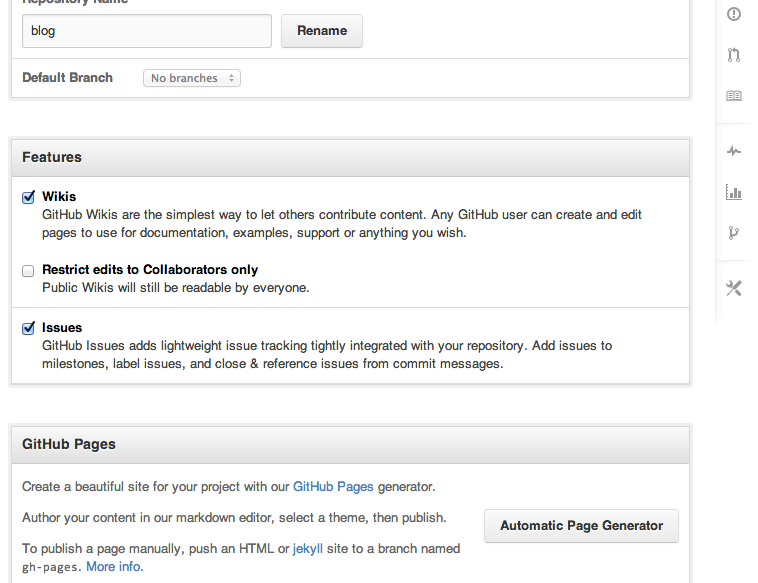 Repository Name
blog
Rename
Default Branch
No branches
Features
Wikis
GitHub Wikis are the simplest way to let others contribute content. Any GitHub user can create and edit
pages to use for documentation, examples, support or anything you wish.
Restrict edits to Collaborators only
Public Wikis will still be readable by everyone.
Issues
GitHub Issues adds lightweight issue tracking tightly integrated with your repository. Add issues to
milestones, label issues, and close & reference issues from commit messages.
GitHub Pages
Create a beautiful site for your project with our GitHub Pages generator.
Author your content in our markdown editor, select a theme, then publish.
Automatic Page Generator
To publish a page manually, push an HTML or jekyll site to a branch named
gh-pages. More info.